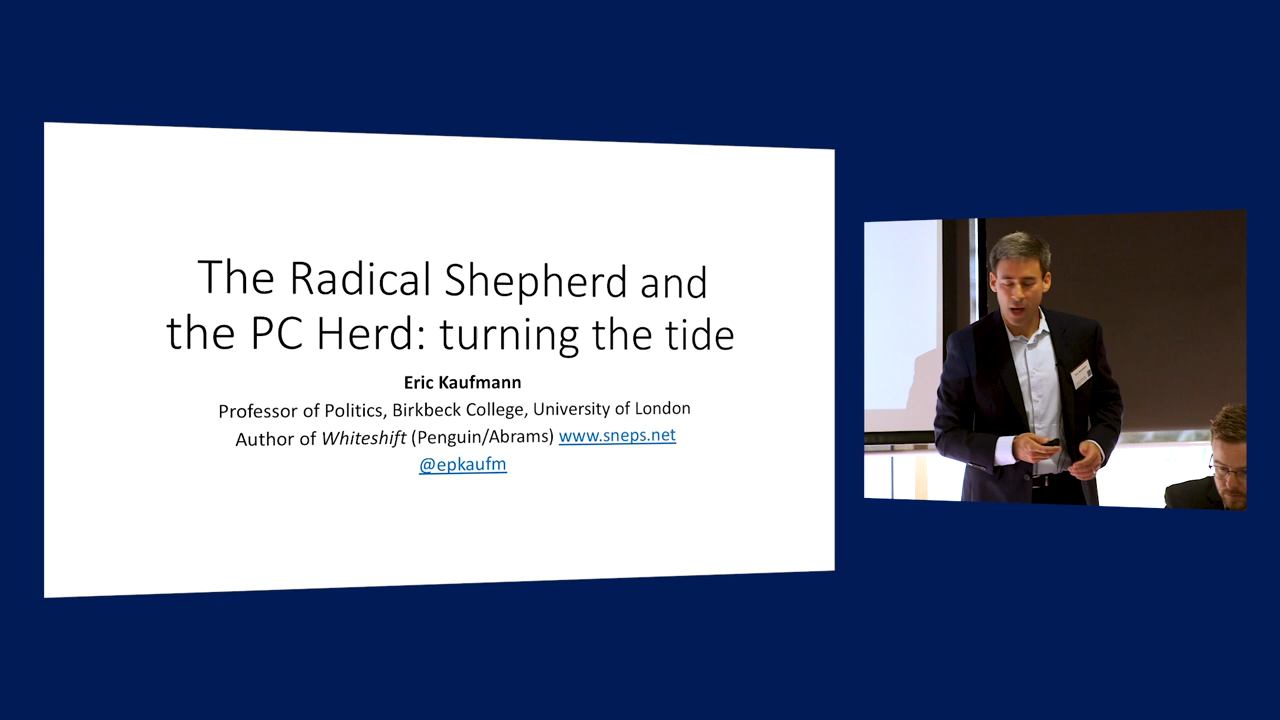 The Radical Shepherd and
the PC Herd: turning the tide
Eric Kaufmann
Professor of Politics, Birkbeck College, University of London
Author of Whiteshift (Penguin/Abrams) www.sneps.net
@epkaufm